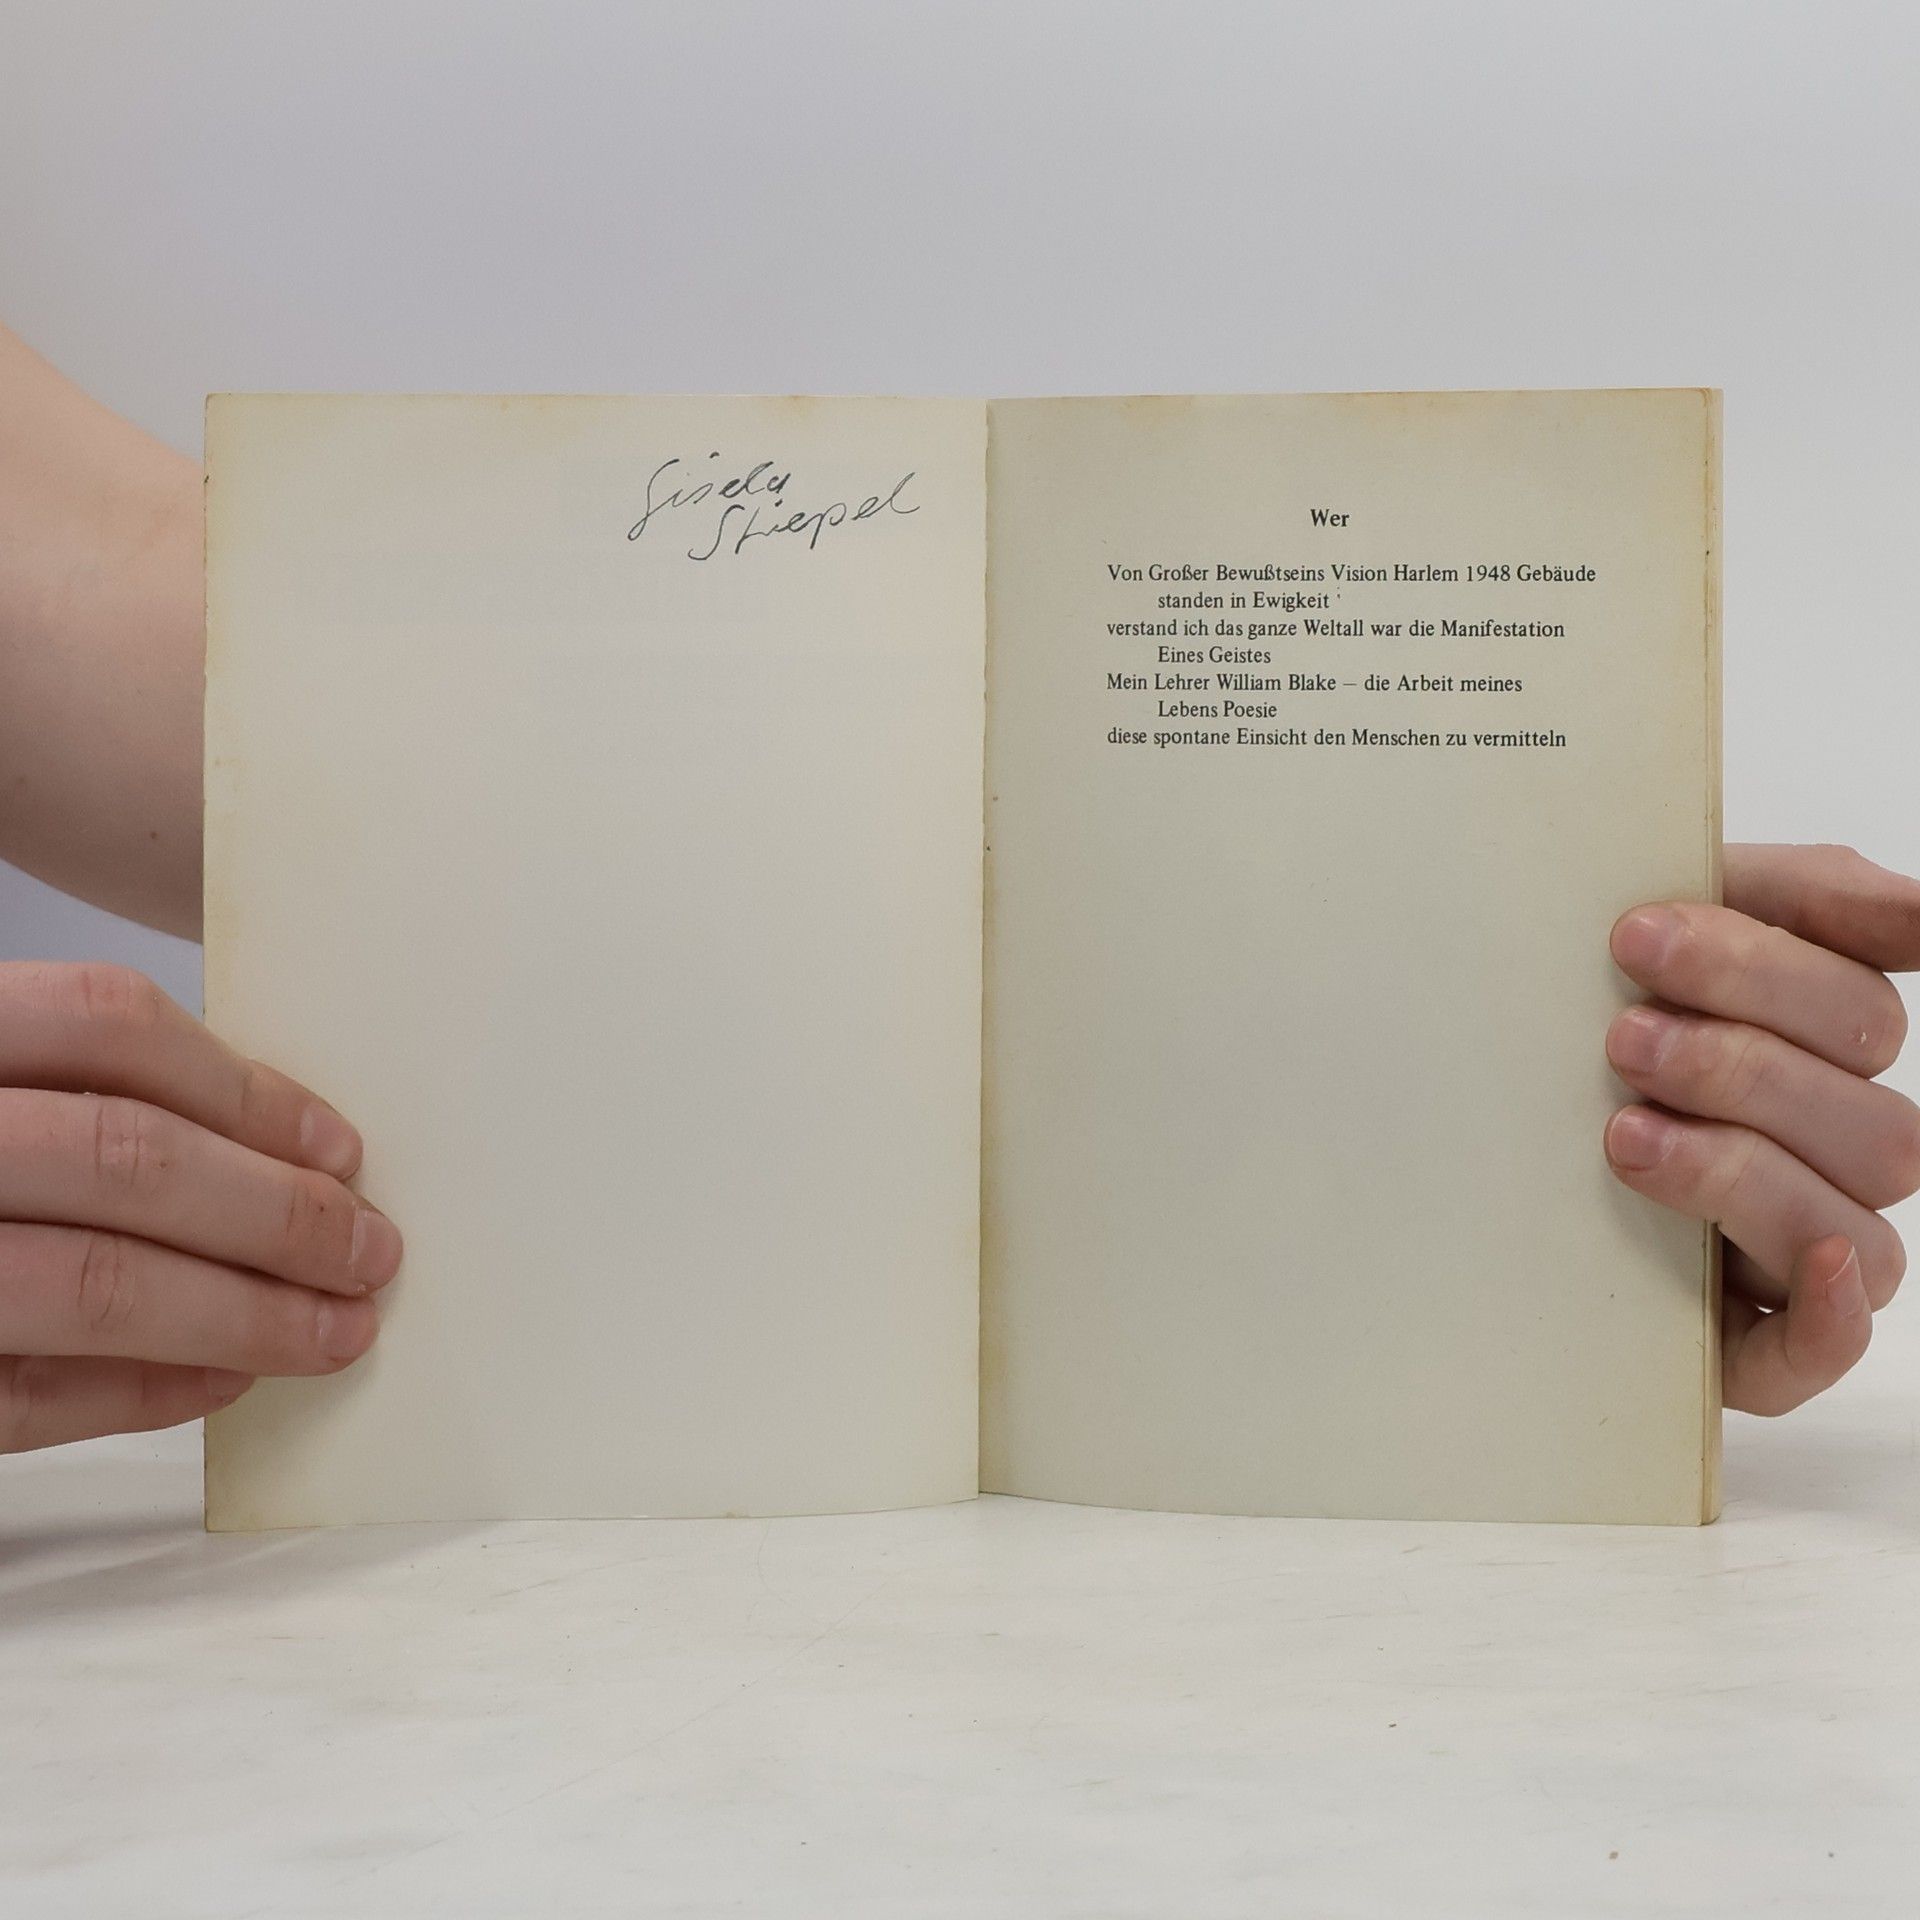 Gisela
Stiepel
Wer
Von Großer Bewußtseins Vision Harlem 1948 Gebäude
standen in Ewigkeit
verstand ich das ganze Weltall war die Manifestation
Eines Geistes
Mein Lehrer William Blake — die Arbeit meines
Lebens Poesie
diese spontane Einsicht den Menschen zu vermitteln